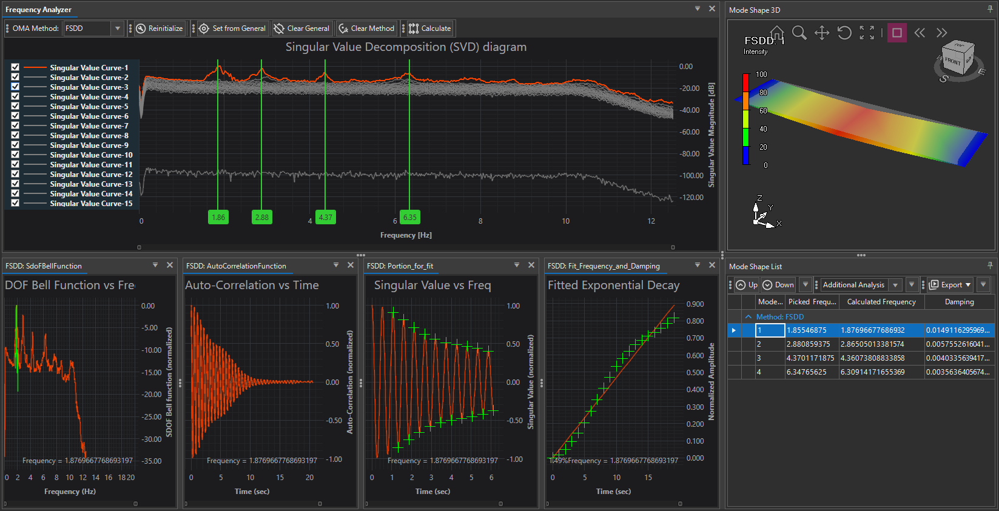 Frequency Analyzer
OMA Method: FSDD Reinitialize Set from General Clear General Clear Method Calculate
Singular Value Decomposition (SVD) diagram
Singular Value Curve-1
Singular Value Curve-2
Singular Value Curve-3
Singular Value Curve-4
Singular Value Curve-5
Singular Value Curve-6
Singular Value Curve-7
Singular Value Curve-8
Singular Value Curve-9
Singular Value Curve-10
Singular Value Curve-11
Singular Value Curve-12
Singular Value Curve-13
Singular Value Curve-14
Singular Value Curve-15
0.00
-20.00
-40.00
-60.00
-80.00
-100.00
-120.00
Singular Value Magnitude [dB]
1.86 2.88 4.37 6.35
0 4 6 8 10 12
Frequency [Hz]
Mode Shape 3D
FSDD: 1
Intensity
100
80
60
40
20
0
TOP
FRONT
S E
Z
Y
X
FSDD: SdoFBellFunction
DOF Bell Function vs Fre
0.00
-5.00
-10.00
-15.00
-20.00
-25.00
-30.00
-35.00
SDOF Bell function (normalized)
Frequency = 1.8769667768693197
0 2 4 6 8 10 12 14 16 18 20
Frequency (Hz)
FSDD: AutoCorrelationFunction
Auto-Correlation vs Time
1.00
0.50
0.00
-0.50
-1.00
Auto-Correlation (normalized)
Frequency = 1.8769667768693197
0 5 10 15 20
Time (sec)
FSDD: Portion_for_fit
Singular Value vs Freq
1.00
0.50
0.00
-0.50
-1.00
Singular Value (normalized)
Frequency = 1.8769667768693197
0 1 2 3 4 5 6
Time (sec)
FSDD: Fit_Frequency_and_Damping
Fitted Exponential Decay
0.900
0.800
0.700
0.600
0.500
0.400
0.300
0.200
0.100
0.000
Normalized Amplitude
1.49%Frequency = 1.8769667768693197
0 5 10 15
Time (sec)
Mode Shape List
Up Down Additional Analysis Export
Mode... Picked Frequ... Calculated Frequency Damping
Method: FSDD
1 1.85546875 1.87696677686932 0.0149116295969...
2 2.880859375 2.86505013381574 0.0057552616041...
3 4.3701171875 4.36073808833858 0.0040335639417...
4 6.34765625 6.30914171655369 0.0035636405674...